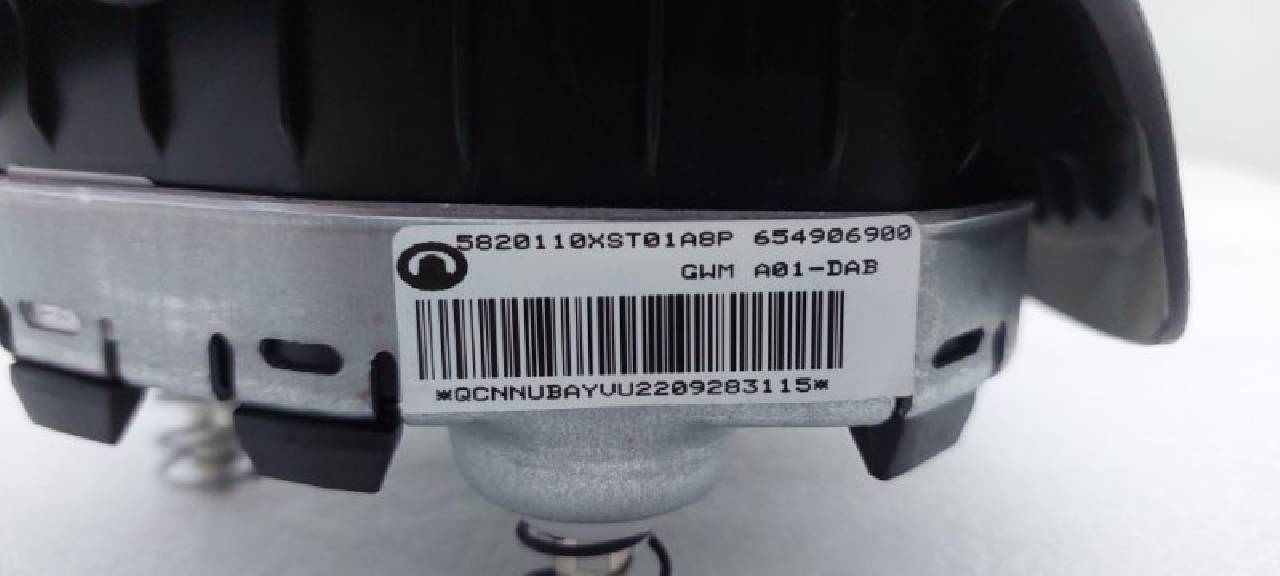 5820110XST01A8P 654906900
GWM A01-DAB
*QCNNUBAYVU2209283115*